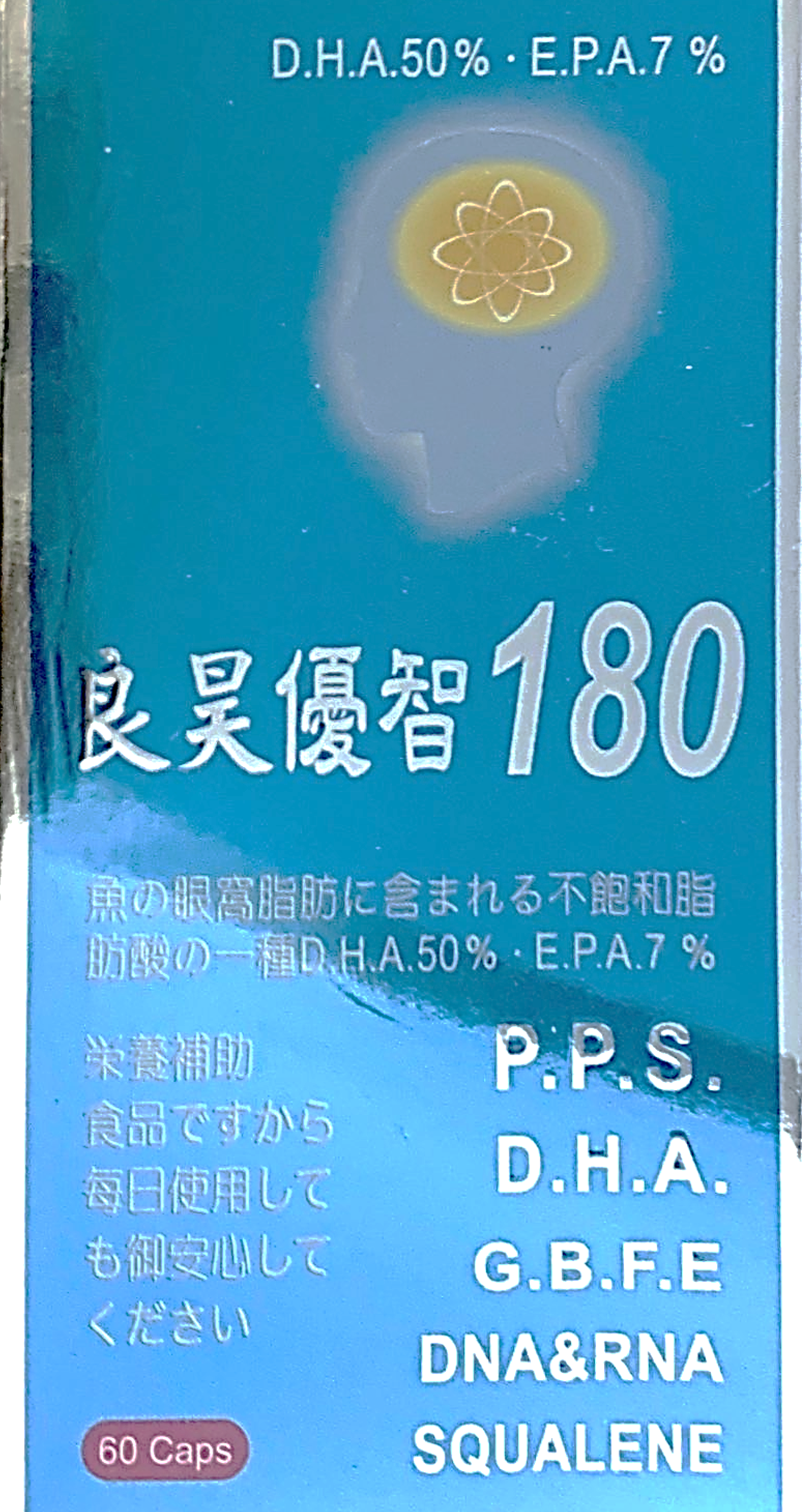 D.H.A.50% · E.P.A.7 %
良昊優智180
魚の眼窩脂肪に含まれる不飽和脂
肪酸の一種D.H.A.50% · E.P.A.7 %
栄養補助
食品ですから
毎日使用して
も御安心して
ください
P.P.S.
D.H.A.
G.B.F.E
DNA&RNA
SQUALENE
60 Caps